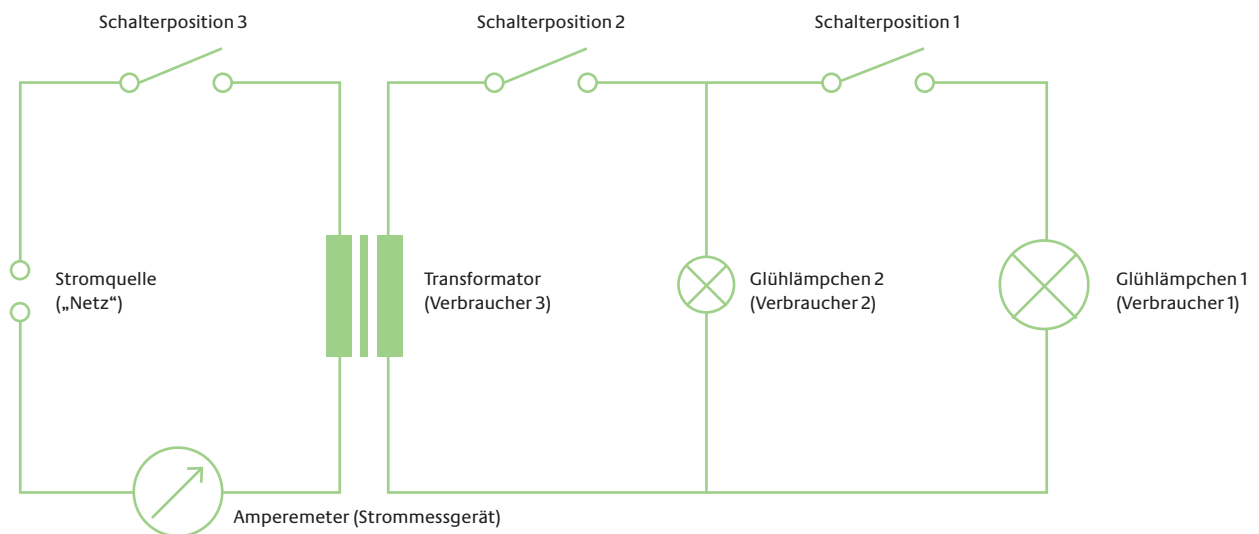 Schalterposition 3
Schalterposition 2
Schalterposition 1
Stromquelle
(„Netz“)
Transformator
(Verbraucher 3)
Glühlämpchen 2
(Verbraucher 2)
Glühlämpchen 1
(Verbraucher 1)
Amperemeter (Strommessgerät)